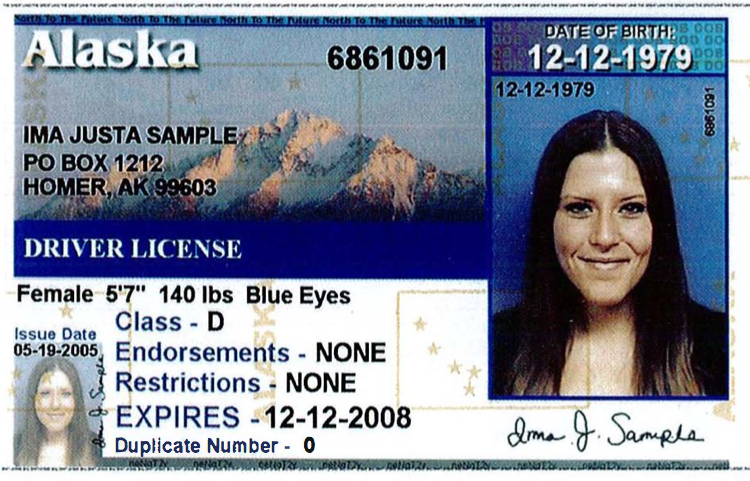 North To The Future North To The Future North To The Future North To The Future North To The
Alaska
6861091
DATE OF BIRTH:
12-12-1979
12-12-1979
6861091
IMA JUSTA SAMPLE
PO BOX 1212
HOMER, AK 99603
DRIVER LICENSE
Female 5'7" 140 lbs Blue Eyes
Issue Date
05-19-2005
Class - D
Endorsements - NONE
Restrictions - NONE
EXPIRES - 12-12-2008
Duplicate Number - 0
Ima J. Sample
Ima J. Sample